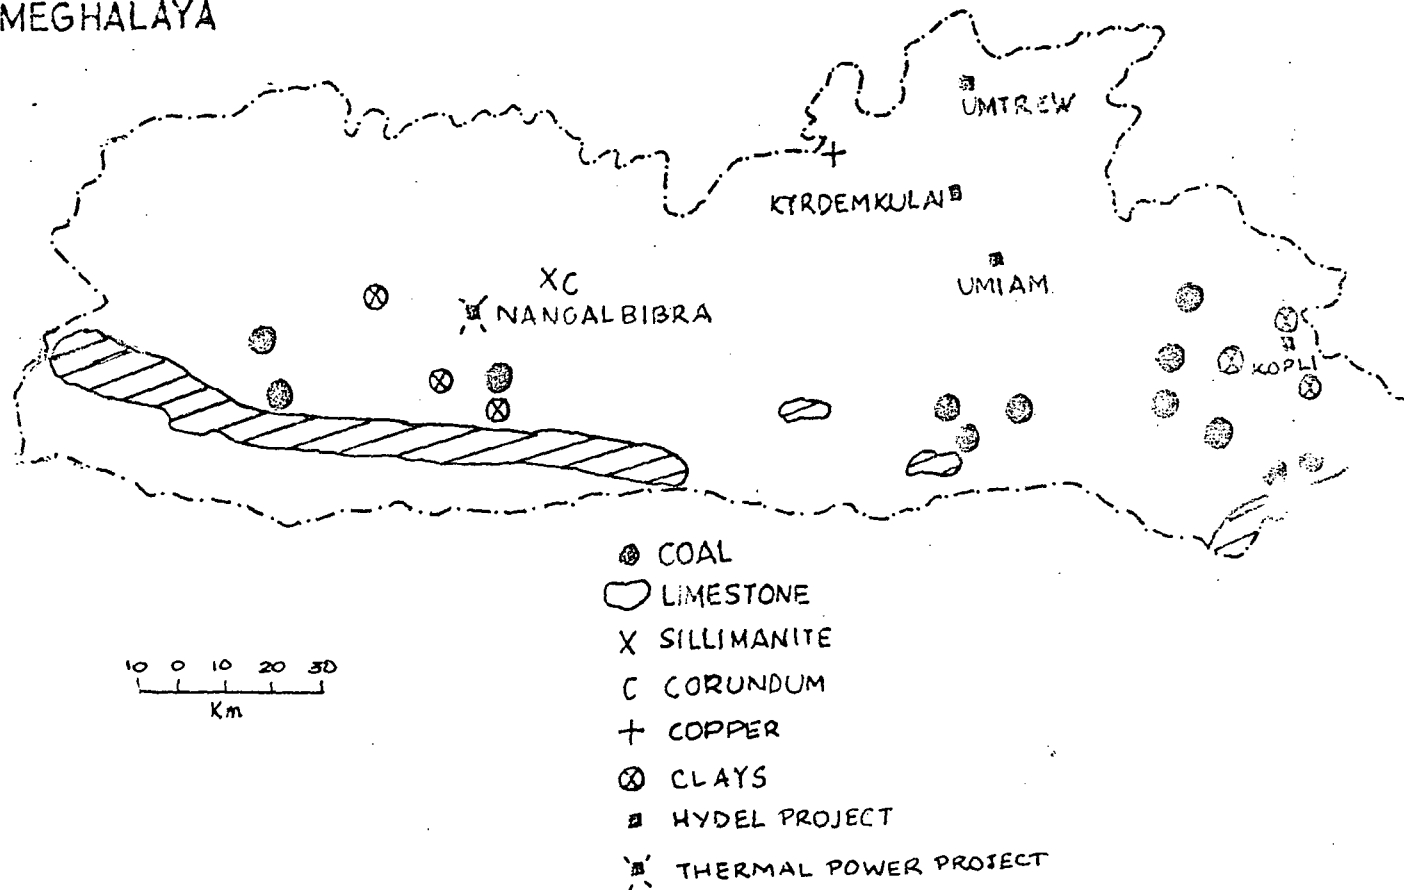 MEGHALAYA
UMTREW
KYRDEMKULAI
UMIAM
X C
NANGALBIBRA
KOPLI
COAL
LIMESTONE
X SILLIMANITE
C CORUNDUM
+ COPPER
CLAYS
HYDEL PROJECT
THERMAL POWER PROJECT
10 0 10 20 30
Km